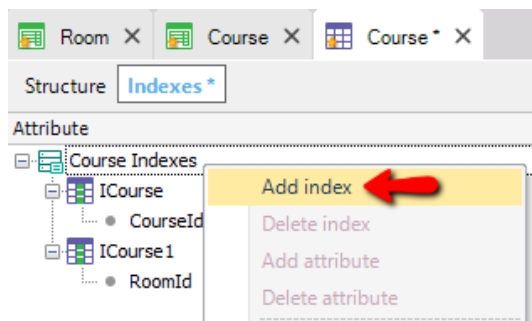 Room Course Course*
Structure Indexes*
Attribute
Course Indexes
ICourse
CourseId
ICourse1
RoomId
Add index
Delete index
Add attribute
Delete attribute